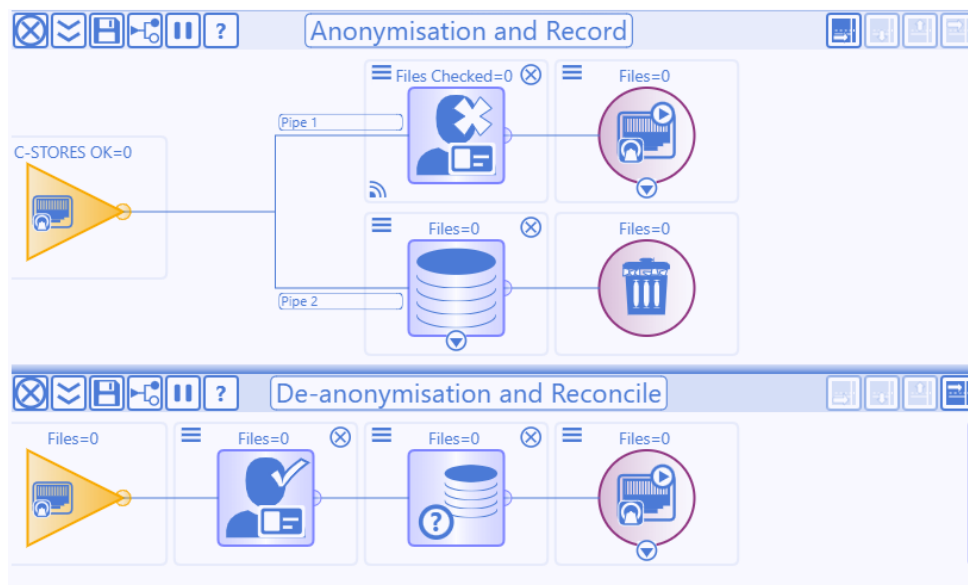 ?
Anonymisation and Record
Files Checked=0
Files=0
Pipe 1
C-STORES OK=0
Files=0
Files=0
Pipe 2
?
De-anonymisation and Reconcile
Files=0
Files=0
Files=0
Files=0
?